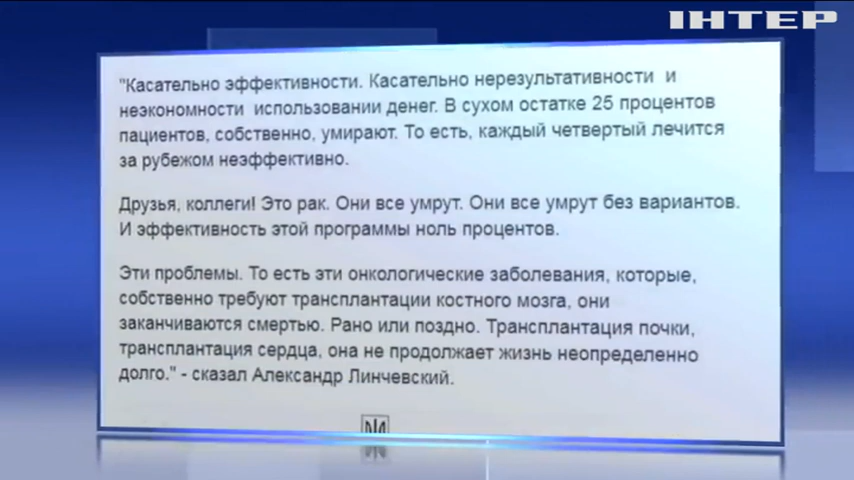 ІНТЕР
"Касательно эффективности. Касательно нерезультативности и
неэкономности использовании денег. В сухом остатке 25 процентов
пациентов, собственно, умирают. То есть, каждый четвертый лечится
за рубежом неэффективно.
Друзья, коллеги! Это рак. Они все умрут. Они все умрут без вариантов.
И эффективность этой программы ноль процентов.
Эти проблемы. То есть эти онкологические заболевания, которые,
собственно требуют трансплантации костного мозга, они
заканчиваются смертью. Рано или поздно. Трансплантация почки,
трансплантация сердца, она не продолжает жизнь неопределенно
долго." - сказал Александр Линчевский.